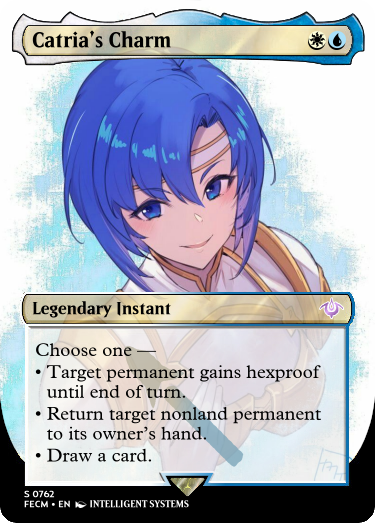 Catria's Charm
Legendary Instant
Choose one —
• Target permanent gains hexproof
until end of turn.
• Return target nonland permanent
to its owner's hand.
• Draw a card.
S 0762
FECM • EN INTELLIGENT SYSTEMS